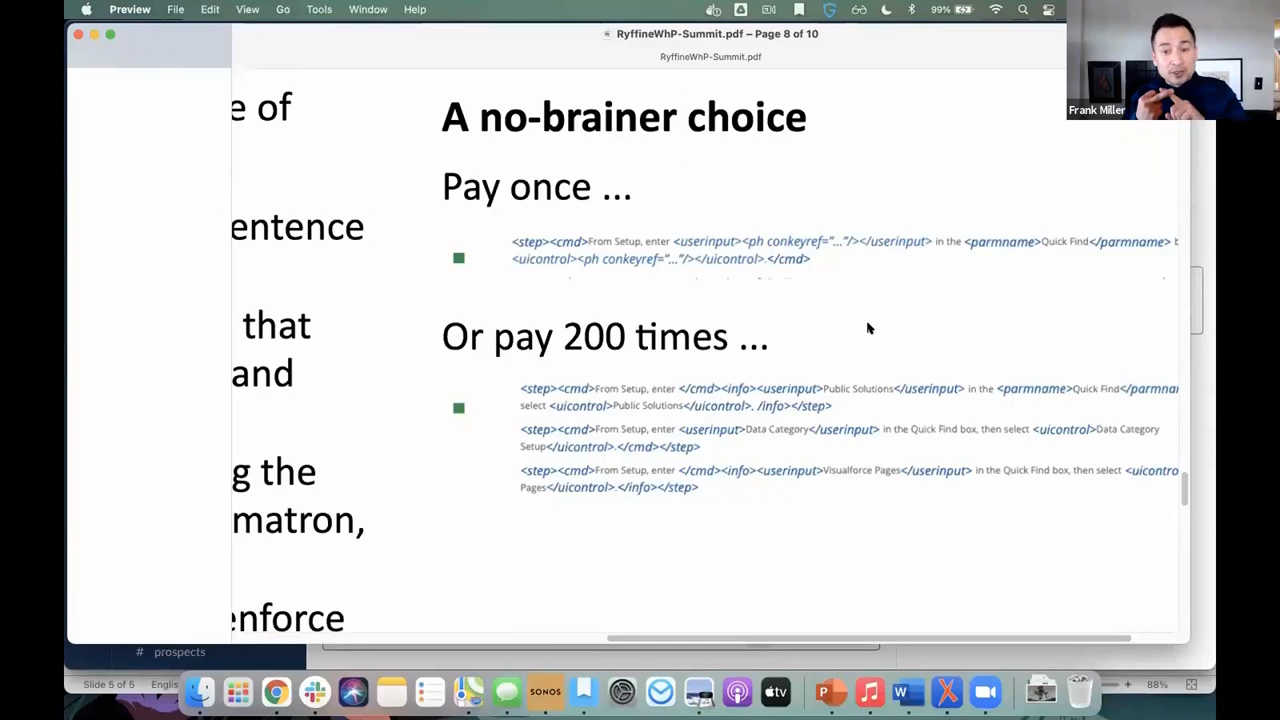 Preview File Edit View Go Tools Window Help 99%
RyffineWhP-Summit.pdf – Page 8 of 10
RyffineWhP-Summit.pdf
Frank Miller
e of
entence
that
and
g the
matron,
enforce
A no-brainer choice
Pay once ...
<step><cmd>From Setup, enter <userinput><ph conkeyref="..."/></userinput> in the <parmname>Quick Find</parmname> b
<uicontrol><ph conkeyref="..."/></uicontrol>.</cmd>
Or pay 200 times ...
<step><cmd>From Setup, enter </cmd><info><userinput>Public Solutions</userinput> in the <parmname>Quick Find</parmnar
select <uicontrol>Public Solutions</uicontrol>. /info></step>
<step><cmd>From Setup, enter <userinput>Data Category</userinput> in the Quick Find box, then select <uicontrol>Data Category
Setup</uicontrol>.</cmd></step>
<step><cmd>From Setup, enter </cmd><info><userinput>Visualforce Pages</userinput> in the Quick Find box, then select <uicontro
Pages</uicontrol>.</info></step>
# prospects
Slide 5 of 5 Englis
88%
SONOS
tv